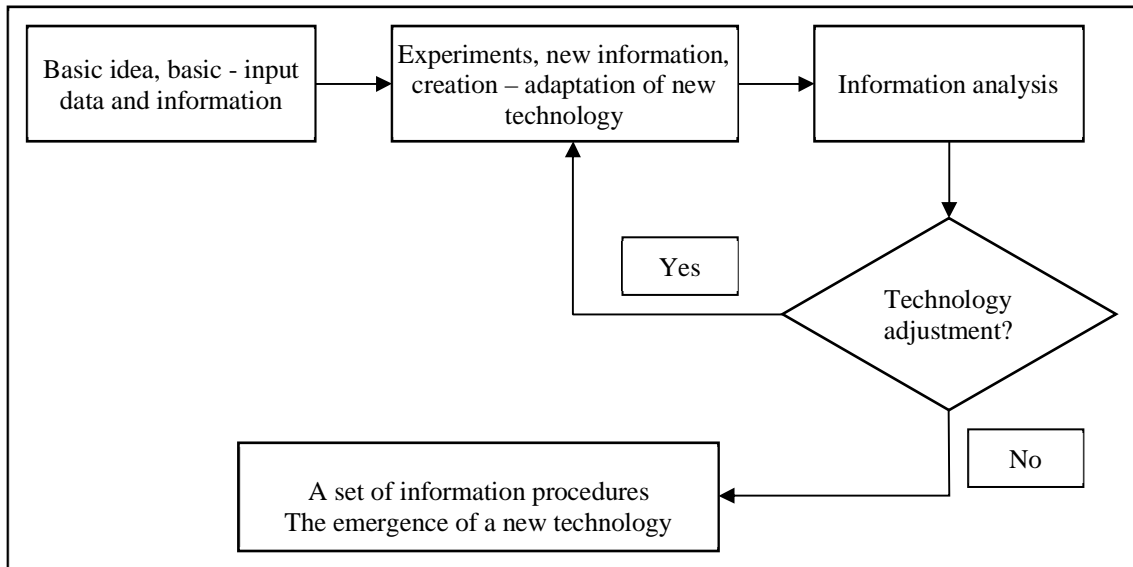 Basic idea, basic - input
data and information
Experiments, new information,
creation – adaptation of new
technology
Information analysis
Yes
Technology
adjustment?
No
A set of information procedures
The emergence of a new technology